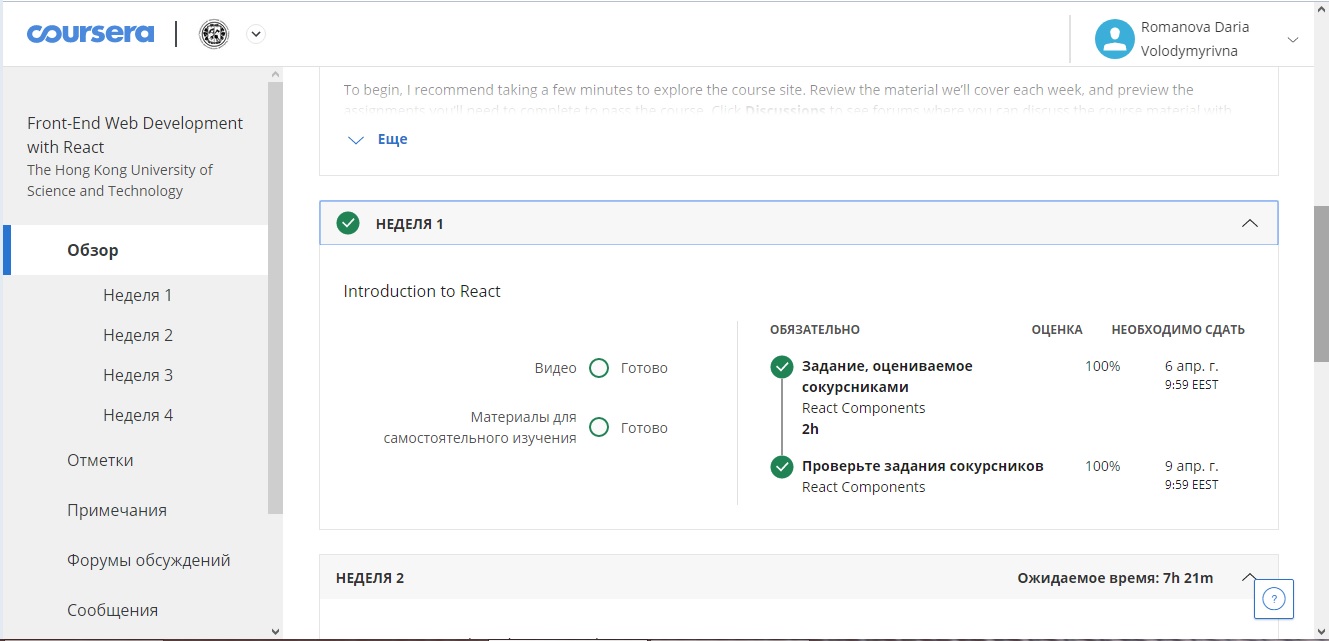 coursera
Romanova Daria
Volodymyrivna
Front-End Web Development
with React
The Hong Kong University of
Science and Technology
Обзор
Неделя 1
Неделя 2
Неделя 3
Неделя 4
Отметки
Примечания
Форумы обсуждений
Сообщения
To begin, I recommend taking a few minutes to explore the course site. Review the material we'll cover each week, and preview the
assignments you'll need to complete to pass the course. Click Discussions to see forums where you can discuss the course material with
Еще
НЕДЕЛЯ 1
Introduction to React
Видео Готово
Материалы для
самостоятельного изучения Готово
ОБЯЗАТЕЛЬНО ОЦЕНКА НЕОБХОДИМО СДАТЬ
Задание, оцениваемое 100% 6 апр. г.
сокурсниками 9:59 EEST
React Components
2h
Проверьте задания сокурсников 100% 9 апр. г.
React Components 9:59 EEST
НЕДЕЛЯ 2 Ожидаемое время: 7h 21m
?